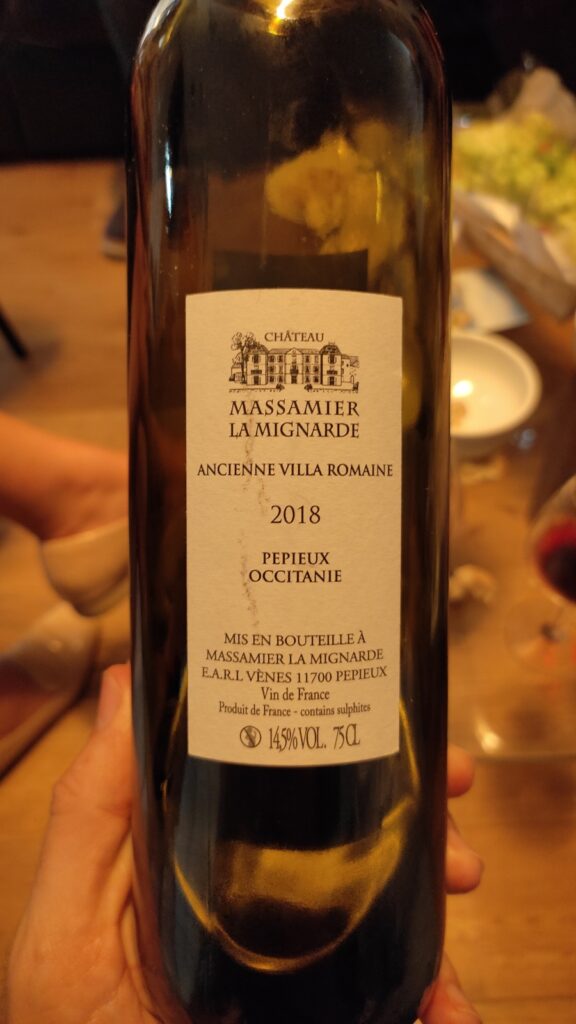 CHÂTEAU
MASSAMIER
LA MIGNARDE
ANCIENNE VILLA ROMAINE
2018
PEPIEUX
OCCITANIE
MIS EN BOUTEILLE À
MASSAMIER LA MIGNARDE
E.A.R.L VÈNES 11700 PEPIEUX
Vin de France
Produit de France - contains sulphites
14,5% VOL. 75 CL